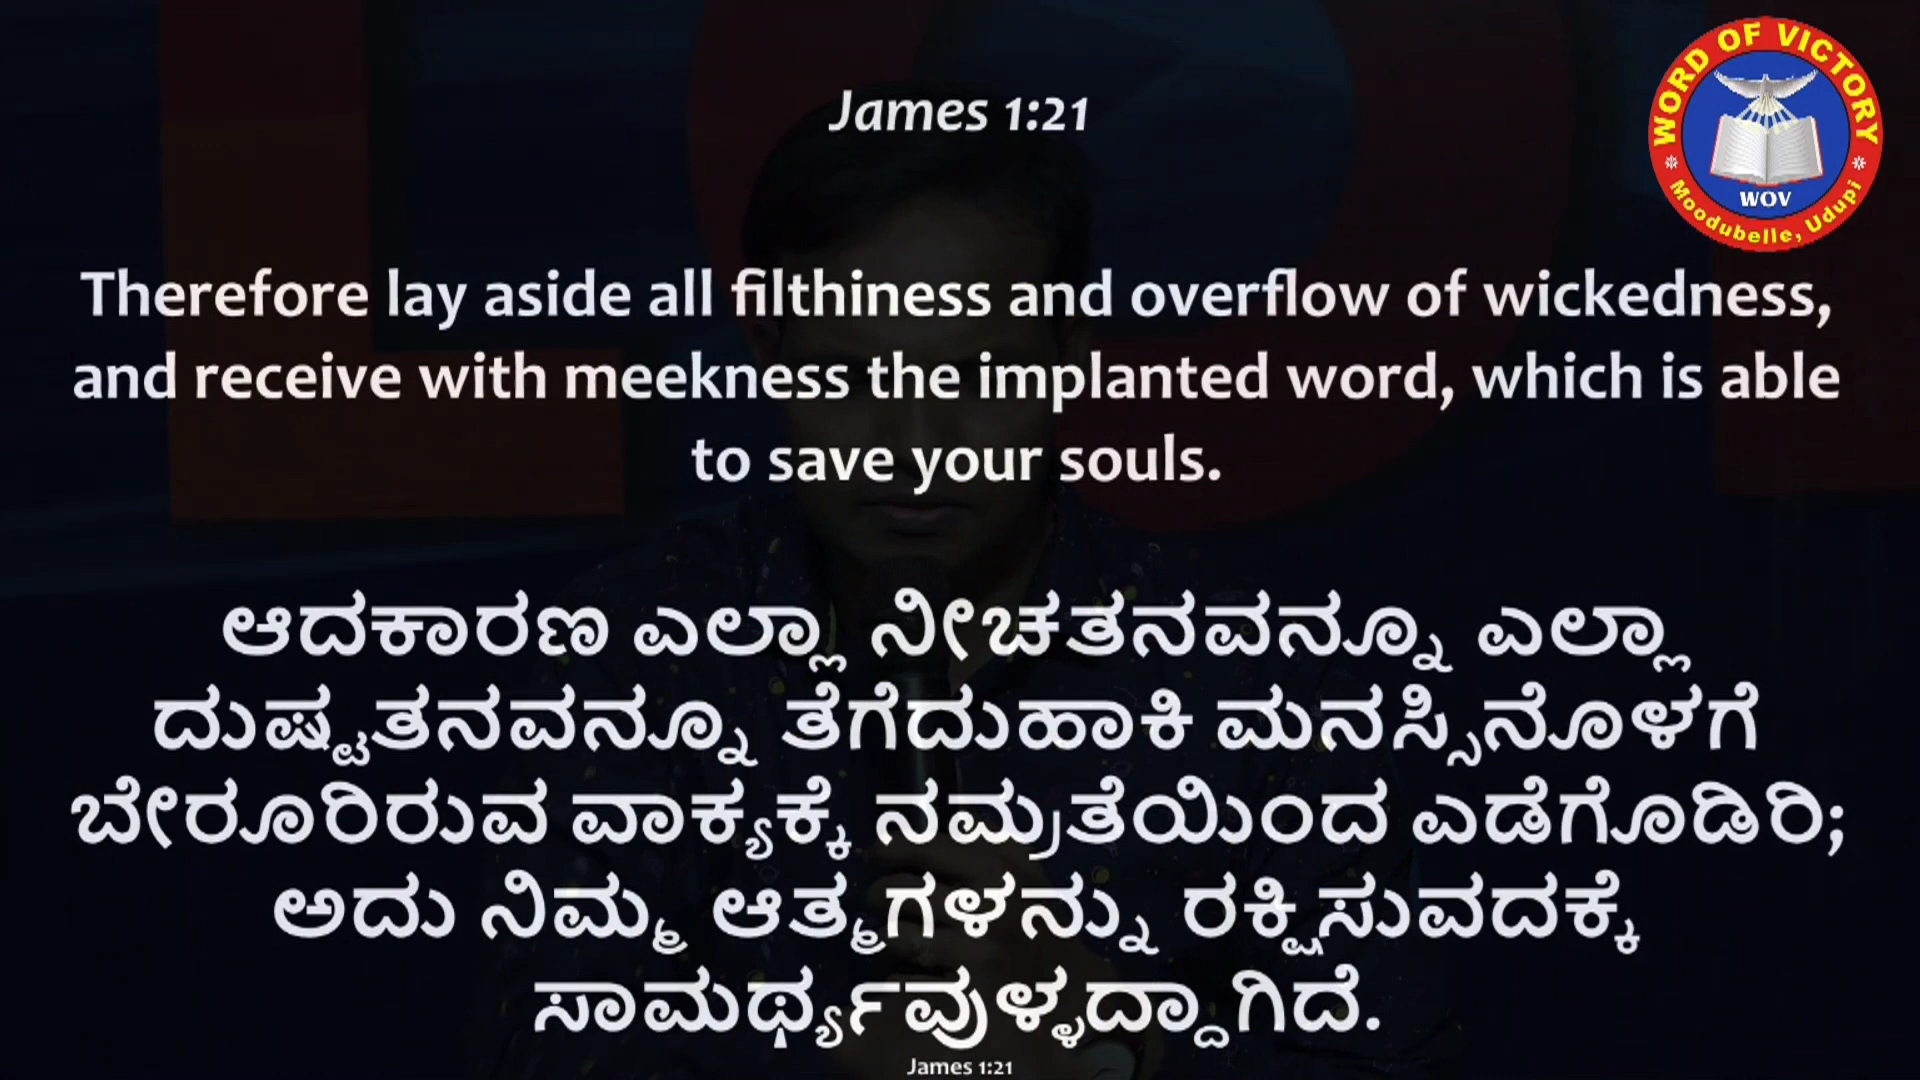 James 1:21
WORD OF VICTORY
WOV
Moodubelle, Udupi
Therefore lay aside all filthiness and overflow of wickedness,
and receive with meekness the implanted word, which is able
to save your souls.
ಆದಕಾರಣ ಎಲ್ಲಾ ನೀಚತನವನ್ನೂ ಎಲ್ಲಾ
ದುಷ್ಟತನವನ್ನೂ ತೆಗೆದುಹಾಕಿ ಮನಸ್ಸಿನೊಳಗೆ
ಬೇರೂರಿರುವ ವಾಕ್ಯಕ್ಕೆ ನಮ್ರತೆಯಿಂದ ಎಡೆಗೊಡಿರಿ;
ಅದು ನಿಮ್ಮ ಆತ್ಮಗಳನ್ನು ರಕ್ಷಿಸುವದಕ್ಕೆ
ಸಾಮರ್ಥ್ಯವುಳ್ಳದ್ದಾಗಿದೆ.
James 1:21